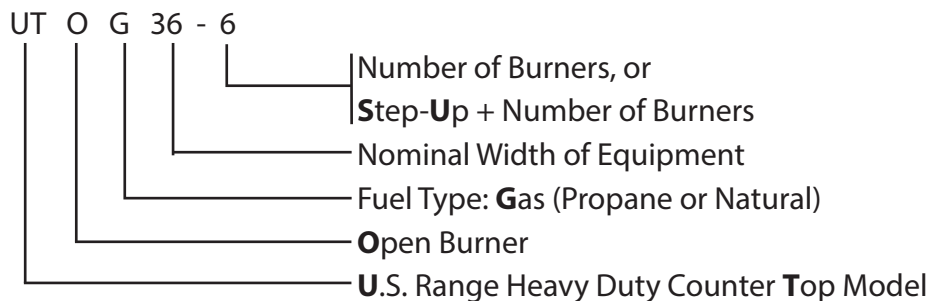 UT O G 36 - 6
Number of Burners, or
Step-Up + Number of Burners
Nominal Width of Equipment
Fuel Type: Gas (Propane or Natural)
Open Burner
U.S. Range Heavy Duty Counter Top Model